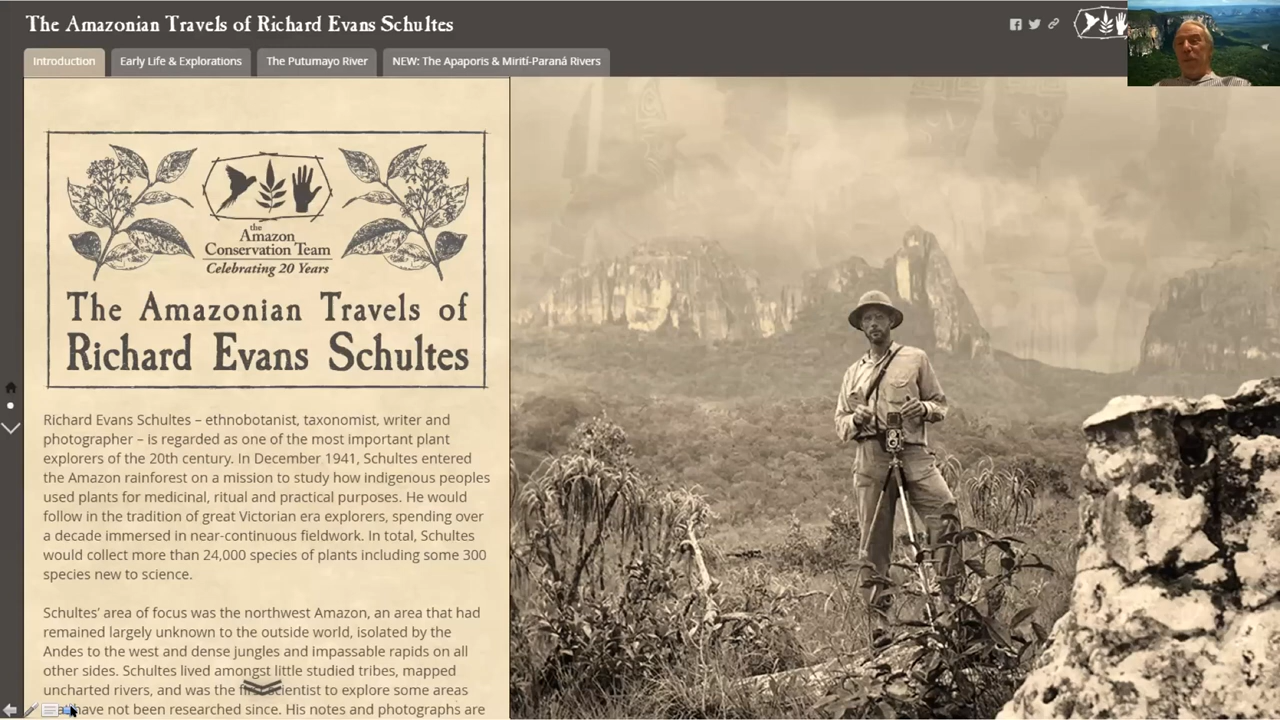 The Amazonian Travels of Richard Evans Schultes
Introduction
Early Life & Explorations
The Putumayo River
NEW: The Apaporis & Mirití-Paraná Rivers
the
Amazon
Conservation Team
Celebrating 20 Years
The Amazonian Travels of
Richard Evans Schultes
Richard Evans Schultes – ethnobotanist, taxonomist, writer and
photographer – is regarded as one of the most important plant
explorers of the 20th century. In December 1941, Schultes entered
the Amazon rainforest on a mission to study how indigenous peoples
used plants for medicinal, ritual and practical purposes. He would
follow in the tradition of great Victorian era explorers, spending over
a decade immersed in near-continuous fieldwork. In total, Schultes
would collect more than 24,000 species of plants including some 300
species new to science.
Schultes’ area of focus was the northwest Amazon, an area that had
remained largely unknown to the outside world, isolated by the
Andes to the west and dense jungles and impassable rapids on all
other sides. Schultes lived amongst little studied tribes, mapped
uncharted rivers, and was the first scientist to explore some areas
have not been researched since. His notes and photographs are